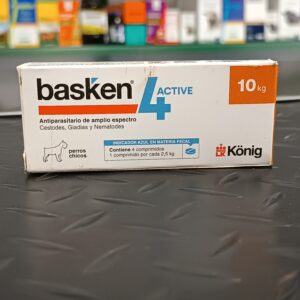 basken® 4 ACTIVE
10 kg
Antiparasitario de amplio espectro
Cestodes, Giadias y Nematodes
perros
chicos
INDICADOR AZUL EN MATERIA FECAL
Contiene 4 comprimidos
1 comprimido por cada 2,5 kg
König